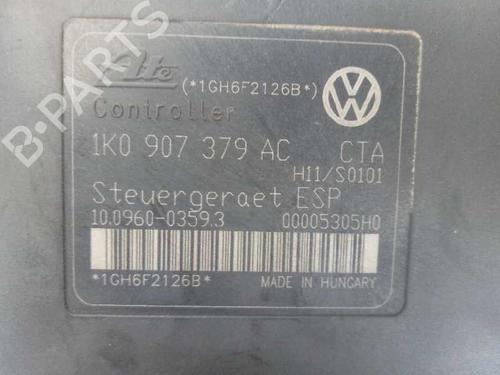 Ate (*1GH6F2126B*)
Controller
1K0 907 379 AC CTA
H11/S0101
Steuergeraet ESP
10.0960-0359.3 00005305H0
*1GH6F2126B* MADE IN HUNGARY
B-PARTS